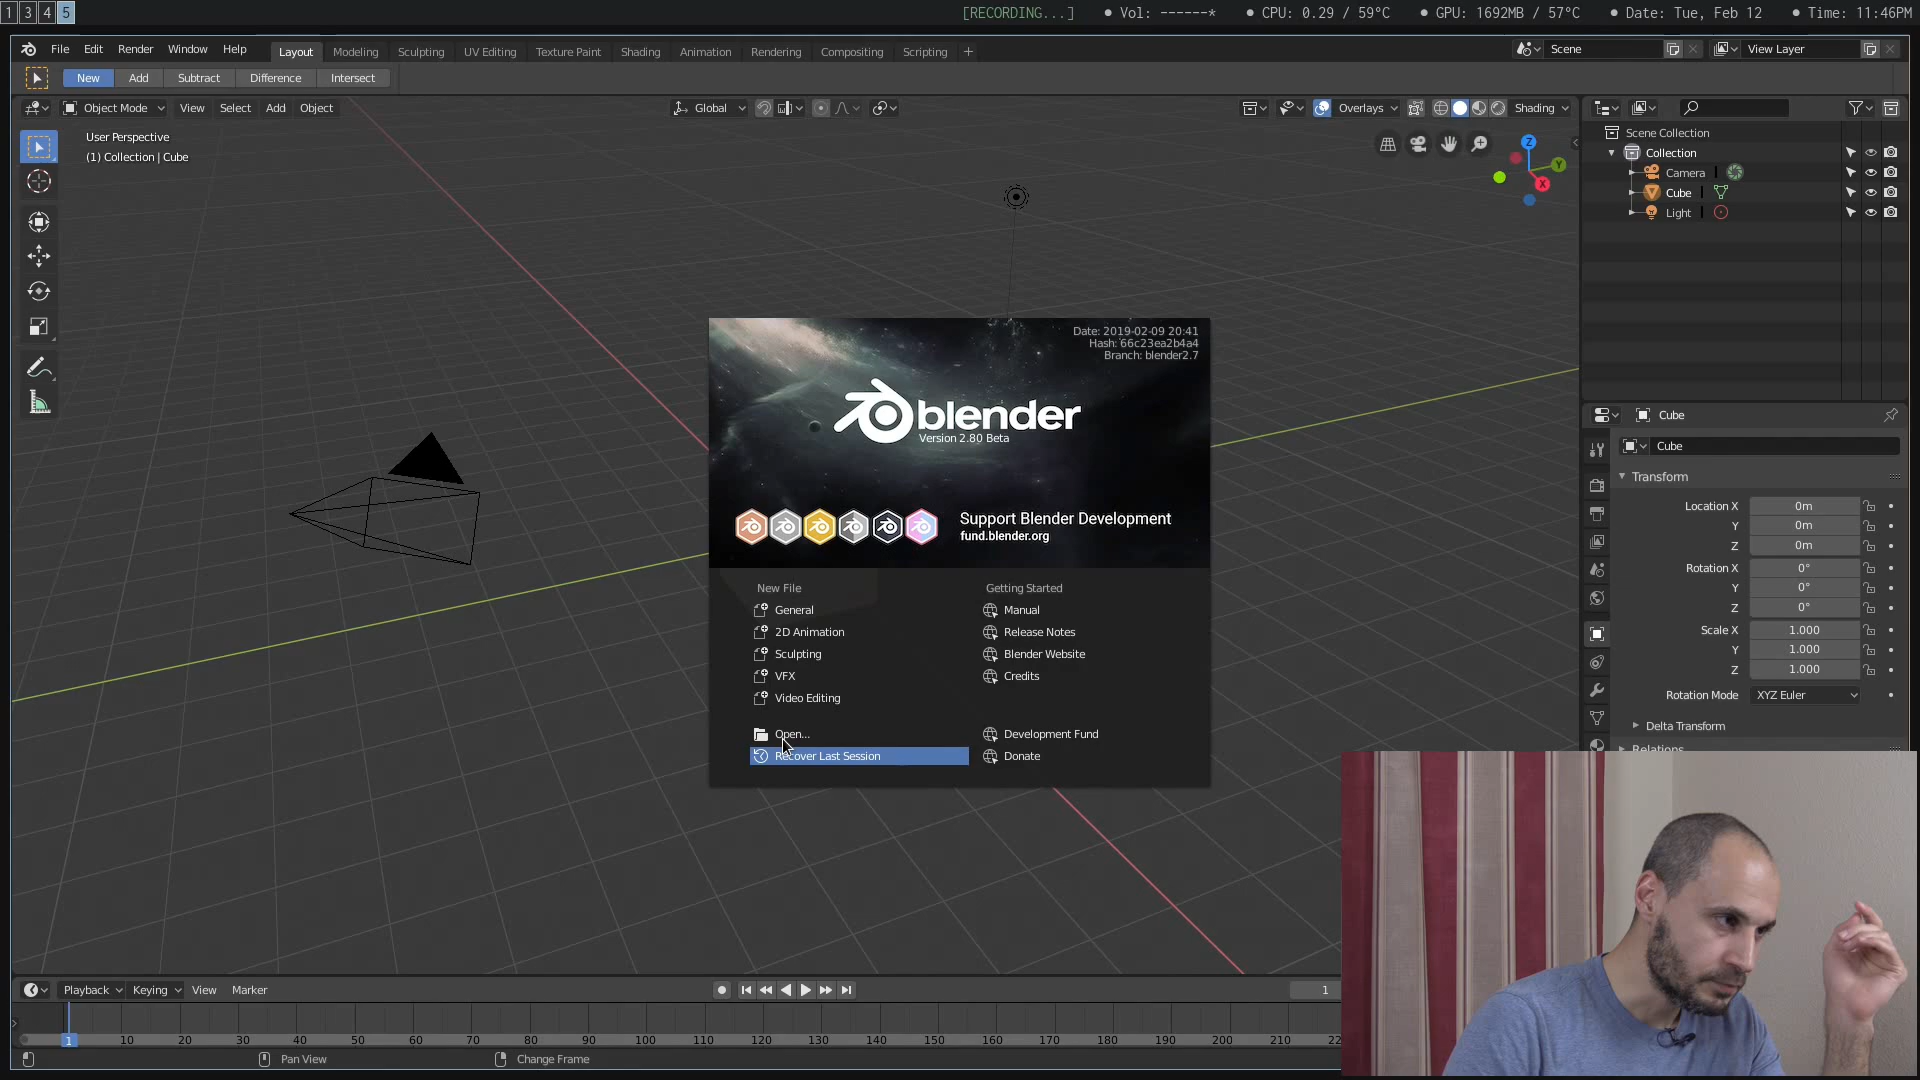 1 3 4 5 [RECORDING...] • Vol: ------* • CPU: 0.29 / 59°C • GPU: 1692MB / 57°C • Date: Tue, Feb 12 • Time: 11:46PM
File Edit Render Window Help Layout Modeling Sculpting UV Editing Texture Paint Shading Animation Rendering Compositing Scripting + Scene View Layer
New Add Subtract Difference Intersect
Object Mode View Select Add Object Global Overlays Shading
User Perspective
(1) Collection | Cube
Z
Y
X
Scene Collection
Collection
Camera
Cube
Light
Date: 2019-02-09 20:41
Hash: 66c23ea2b4a4
Branch: blender2.7
blender
Version 2.80 Beta
Support Blender Development
fund.blender.org
New File
General
2D Animation
Sculpting
VFX
Video Editing
Open...
Recover Last Session
Getting Started
Manual
Release Notes
Blender Website
Credits
Development Fund
Donate
Cube
Cube
Transform
Location X 0m
Y 0m
Z 0m
Rotation X 0°
Y 0°
Z 0°
Scale X 1.000
Y 1.000
Z 1.000
Rotation Mode XYZ Euler
Delta Transform
Relations
Playback Keying View Marker 1
1 10 20 30 40 50 60 70 80 90 100 110 120 130 140 150 160 170 180 190 200 210 22
Pan View Change Frame